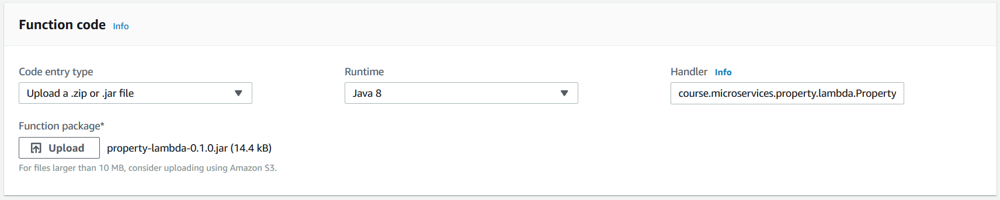 Function code Info
Code entry type
Runtime
Handler Info
Upload a .zip or .jar file
Java 8
course.microservices.property.lambda.Property
Function package*
Upload property-lambda-0.1.0.jar (14.4 kB)
For files larger than 10 MB, consider uploading using Amazon S3.